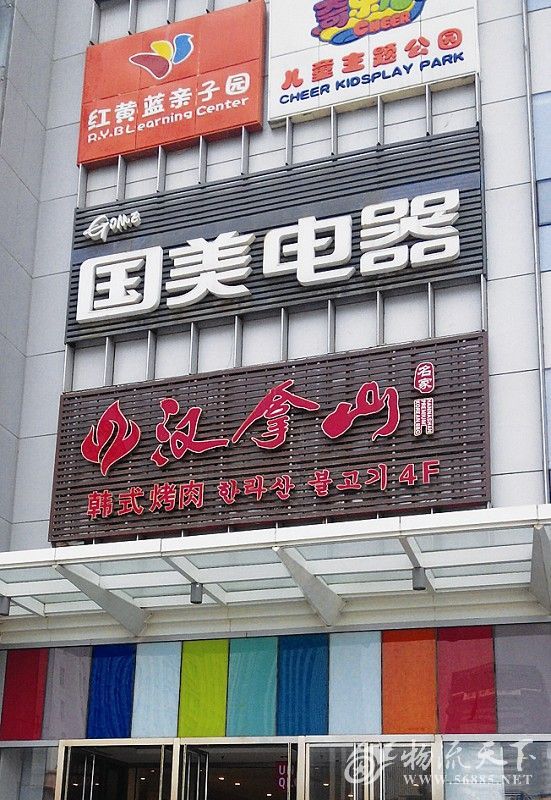 奇乐儿
CHEER
儿童主题公园
CHEER KIDSPLAY PARK
红黄蓝亲子园
R.Y.B Learning Center
GOME
国美电器
汉拿山
名家
韩式烤肉 한라산 불고기 4F
UNI
QLO
物流天下
WWW.56885.NET